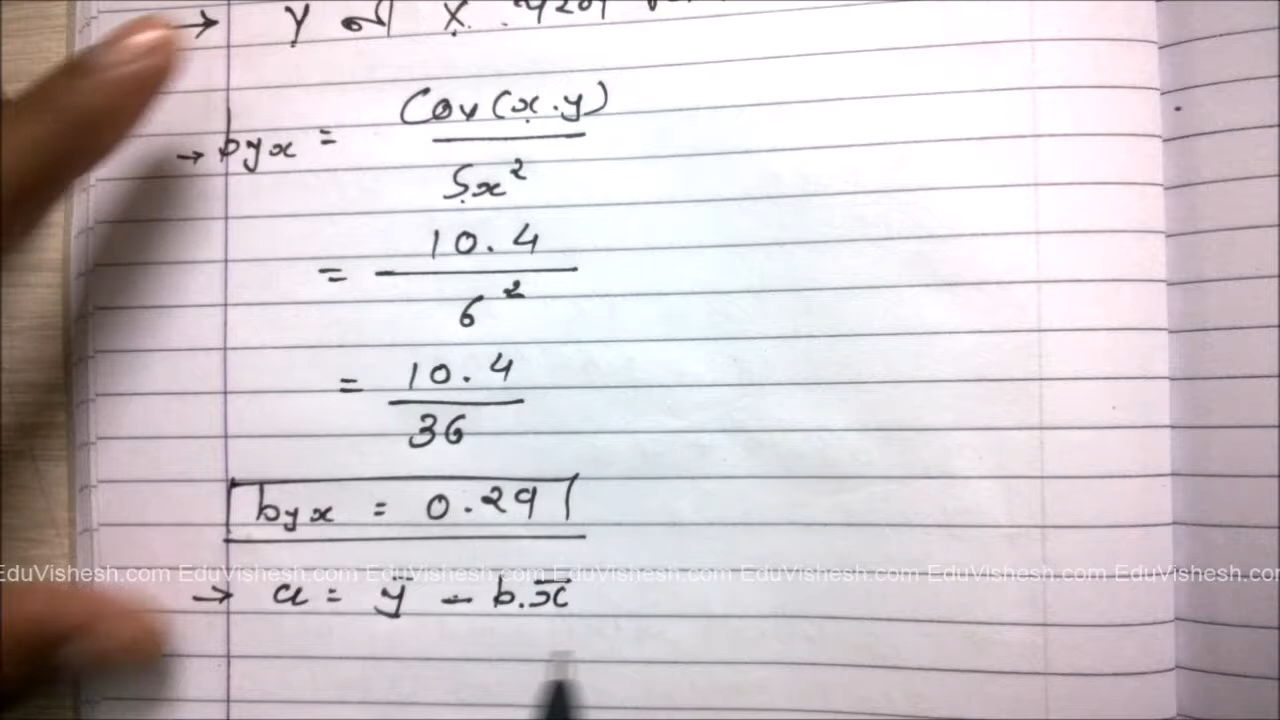 → Y ની X
→ byx = Cov(x.y)
Sx²
= 10.4
6²
= 10.4
36
byx = 0.29
EduVishesh.com EduVishesh.com EduVishesh.com EduVishesh.com EduVishesh.com EduVishesh.com EduVishesh.com
→ a = ȳ - b.x̄